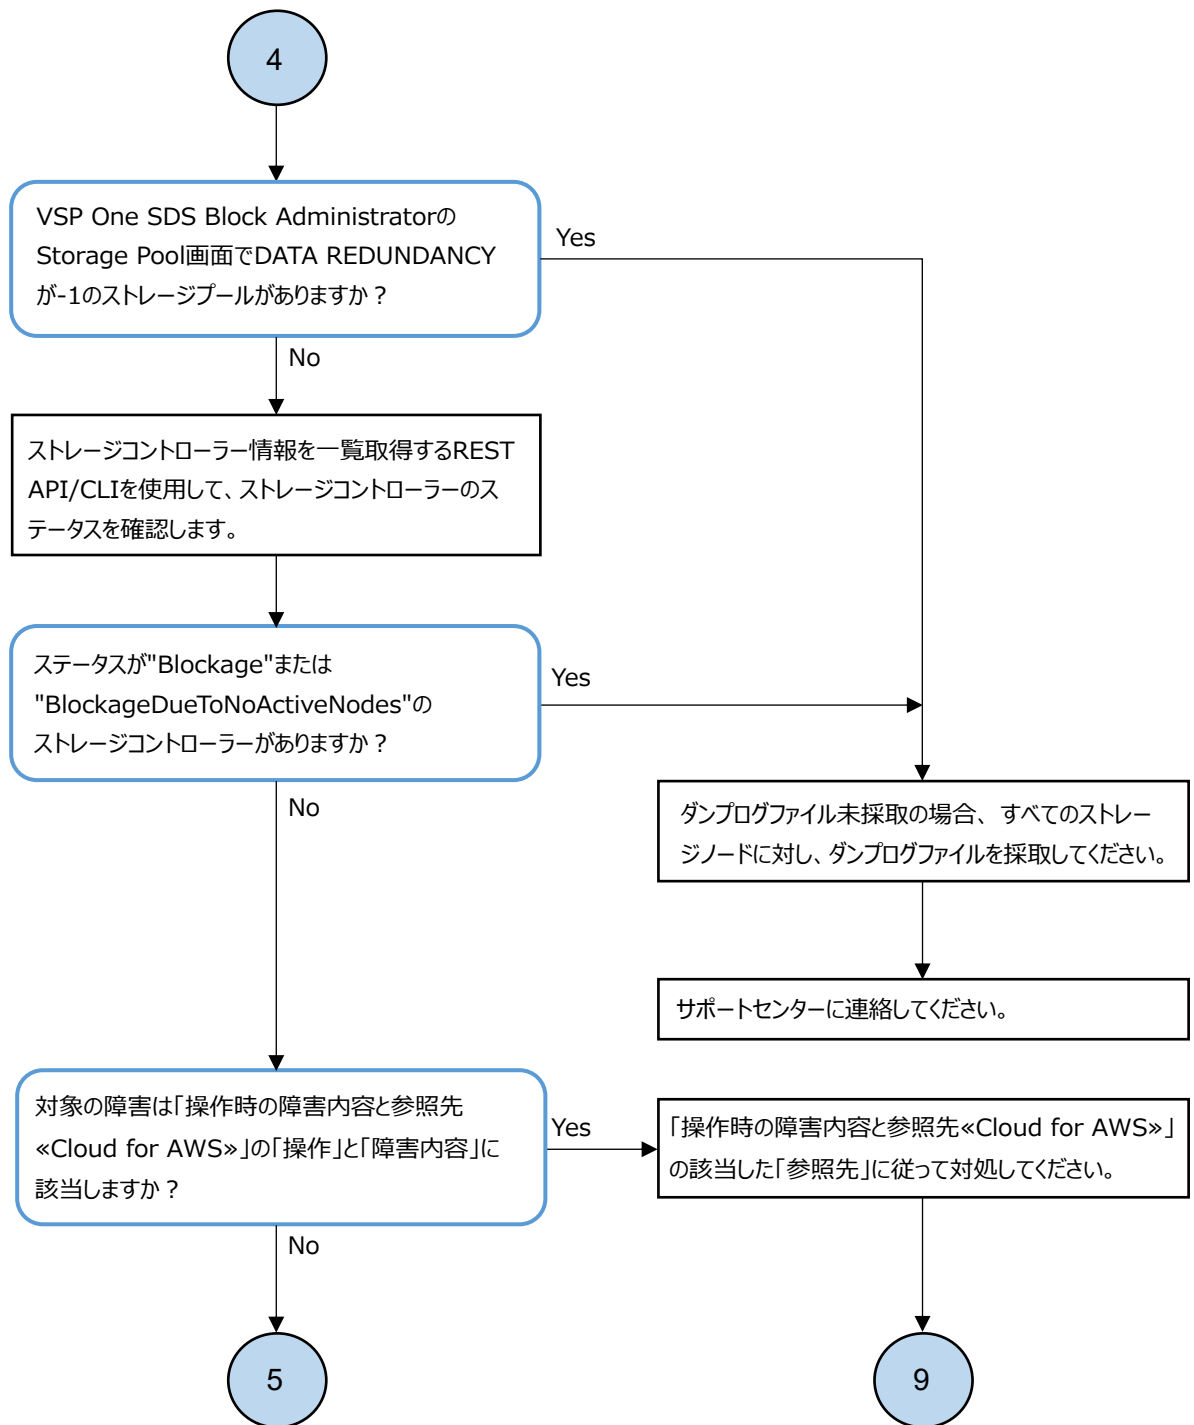 4
VSP One SDS Block Administratorの
Storage Pool画面でDATA REDUNDANCY
が-1のストレージプールがありますか？
Yes
No
ストレージコントローラー情報を一覧取得するREST
API/CLIを使用して、ストレージコントローラーのス
テータスを確認します。
ステータスが"Blockage"または
"BlockageDueToNoActiveNodes"の
ストレージコントローラーがありますか？
Yes
No
ダンプログファイル未採取の場合、すべてのストレー
ジノードに対し、ダンプログファイルを採取してください。
サポートセンターに連絡してください。
対象の障害は「操作時の障害内容と参照先
«Cloud for AWS»」の「操作」と「障害内容」に
該当しますか？
Yes
No
「操作時の障害内容と参照先«Cloud for AWS»」
の該当した「参照先」に従って対処してください。
5
9